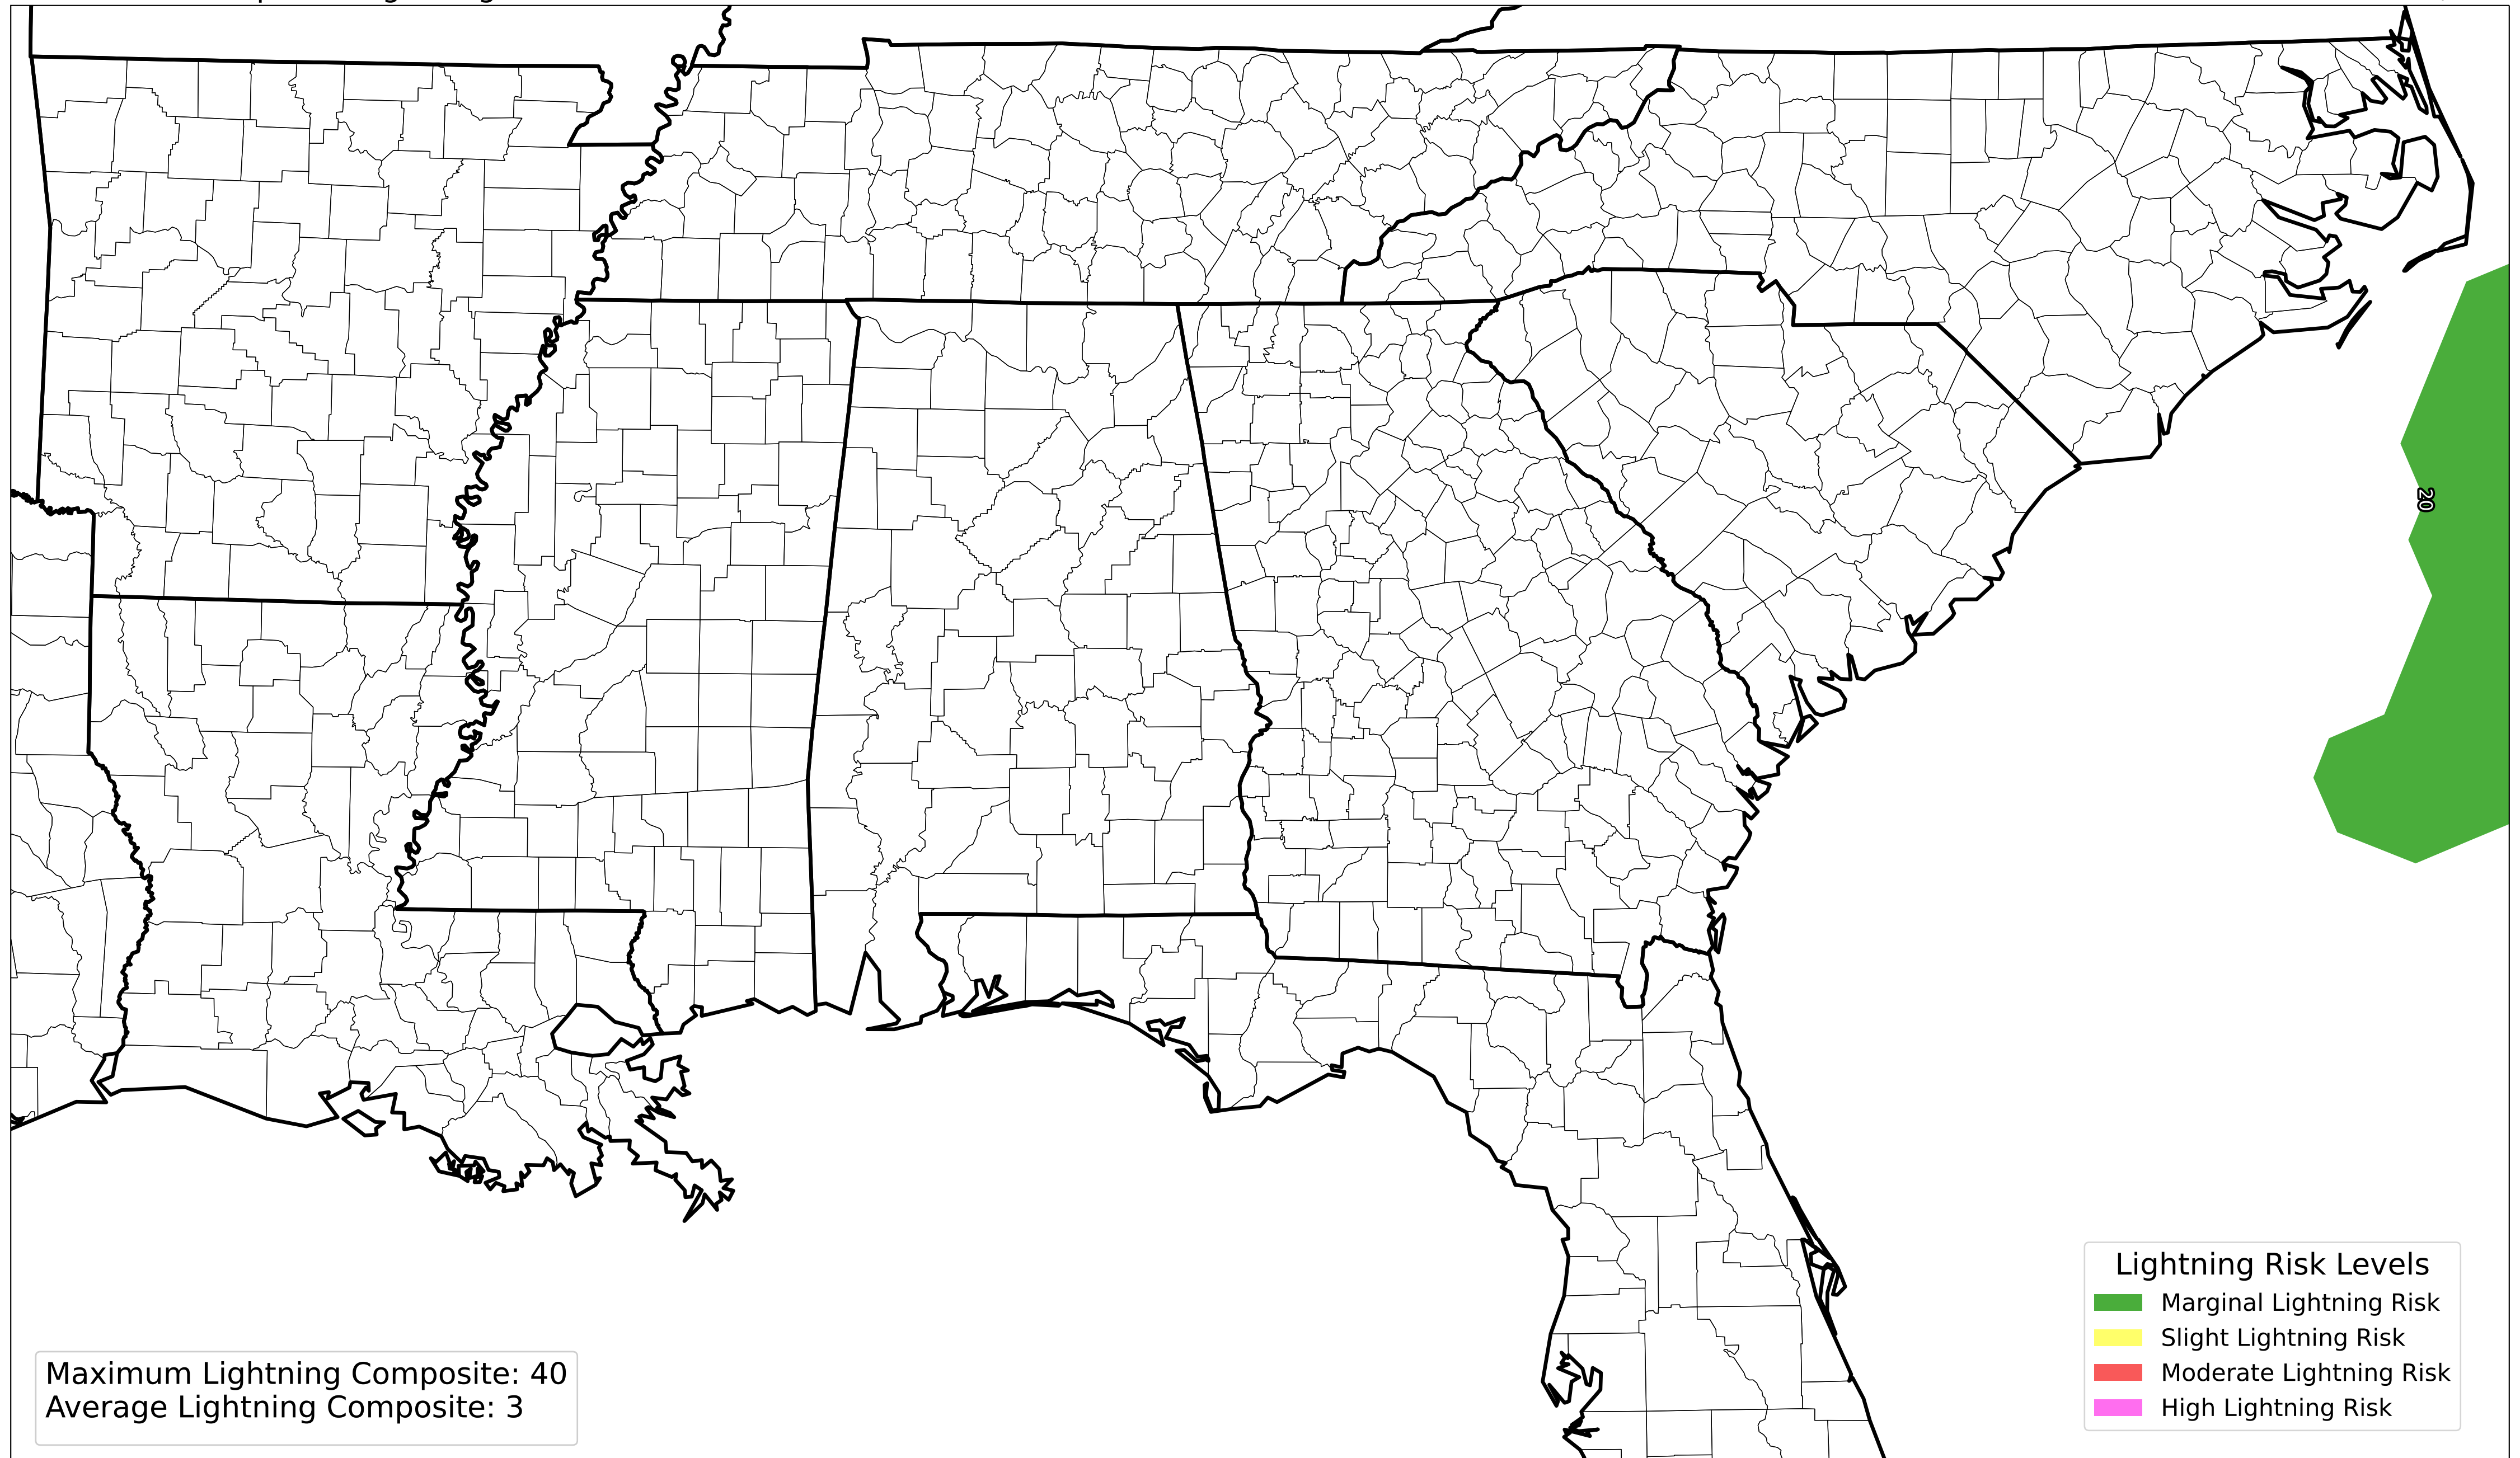 20
Lightning Risk Levels
Marginal Lightning Risk
Slight Lightning Risk
Moderate Lightning Risk
High Lightning Risk
Maximum Lightning Composite: 40
Average Lightning Composite: 3